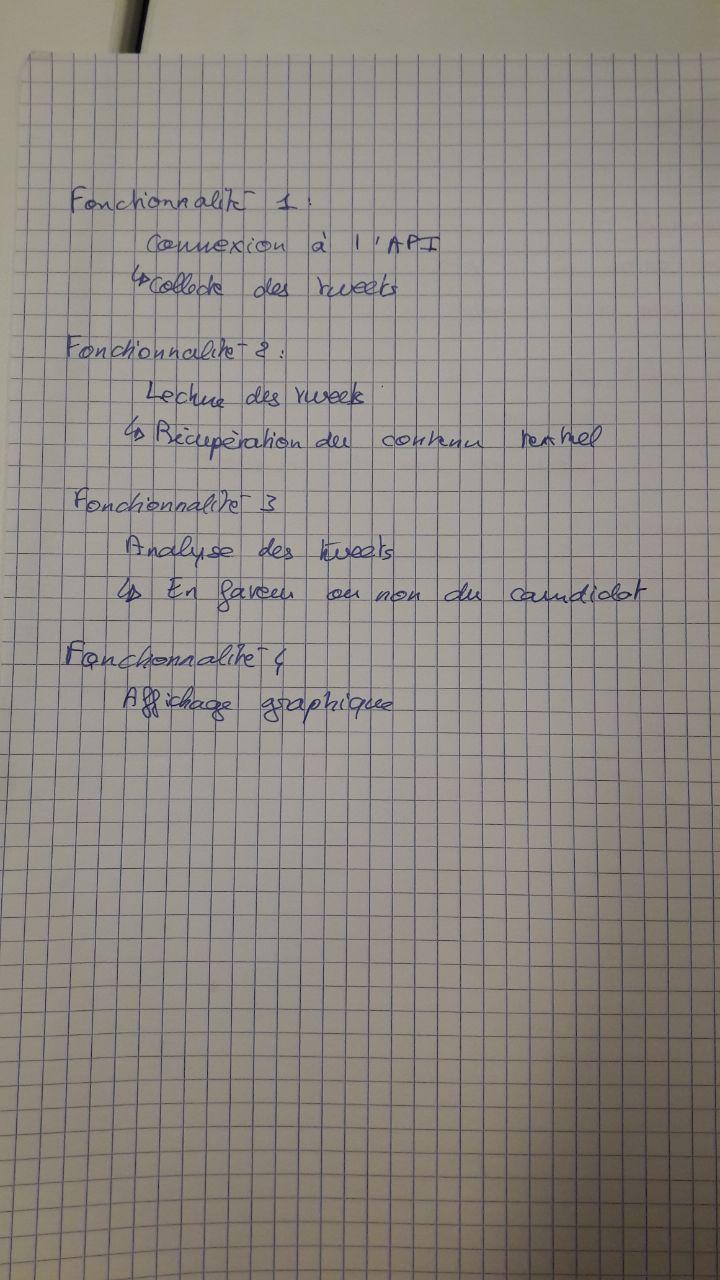 Fonctionnalité 1:
Connexion à l'API
↳ Collecte des tweets
Fonctionnalité 2:
Lecture des tweets
↳ Récupération du contenu textuel
Fonctionnalité 3
Analyse des tweets
↳ En faveur ou non du candidat
Fonctionnalité 4
Affichage graphique